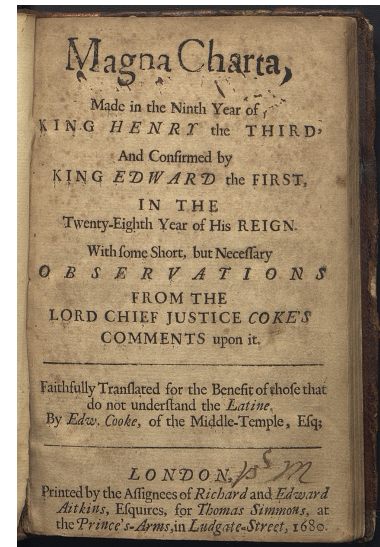 Magna Charta,
Made in the Ninth Year of
KING HENRY the THIRD,
And Confirmed by
KING EDWARD the FIRST,
IN THE
Twenty-Eighth Year of His REIGN.
With ſome Short, but Neceſſary
OBSERVATIONS
FROM THE
LORD CHIEF JUSTICE COKE'S
COMMENTS upon it.
Faithfully Tranſlated for the Benefit of thoſe that
do not underſtand the Latine.
By Edw. Cooke, of the Middle-Temple, Eſq;
LONDON,
Printed by the Aſſignees of Richard and Edward
Aitkins, Eſquires, for Thomas Simmons, at
the Prince's-Arms, in Ludgate-Street, 1680.